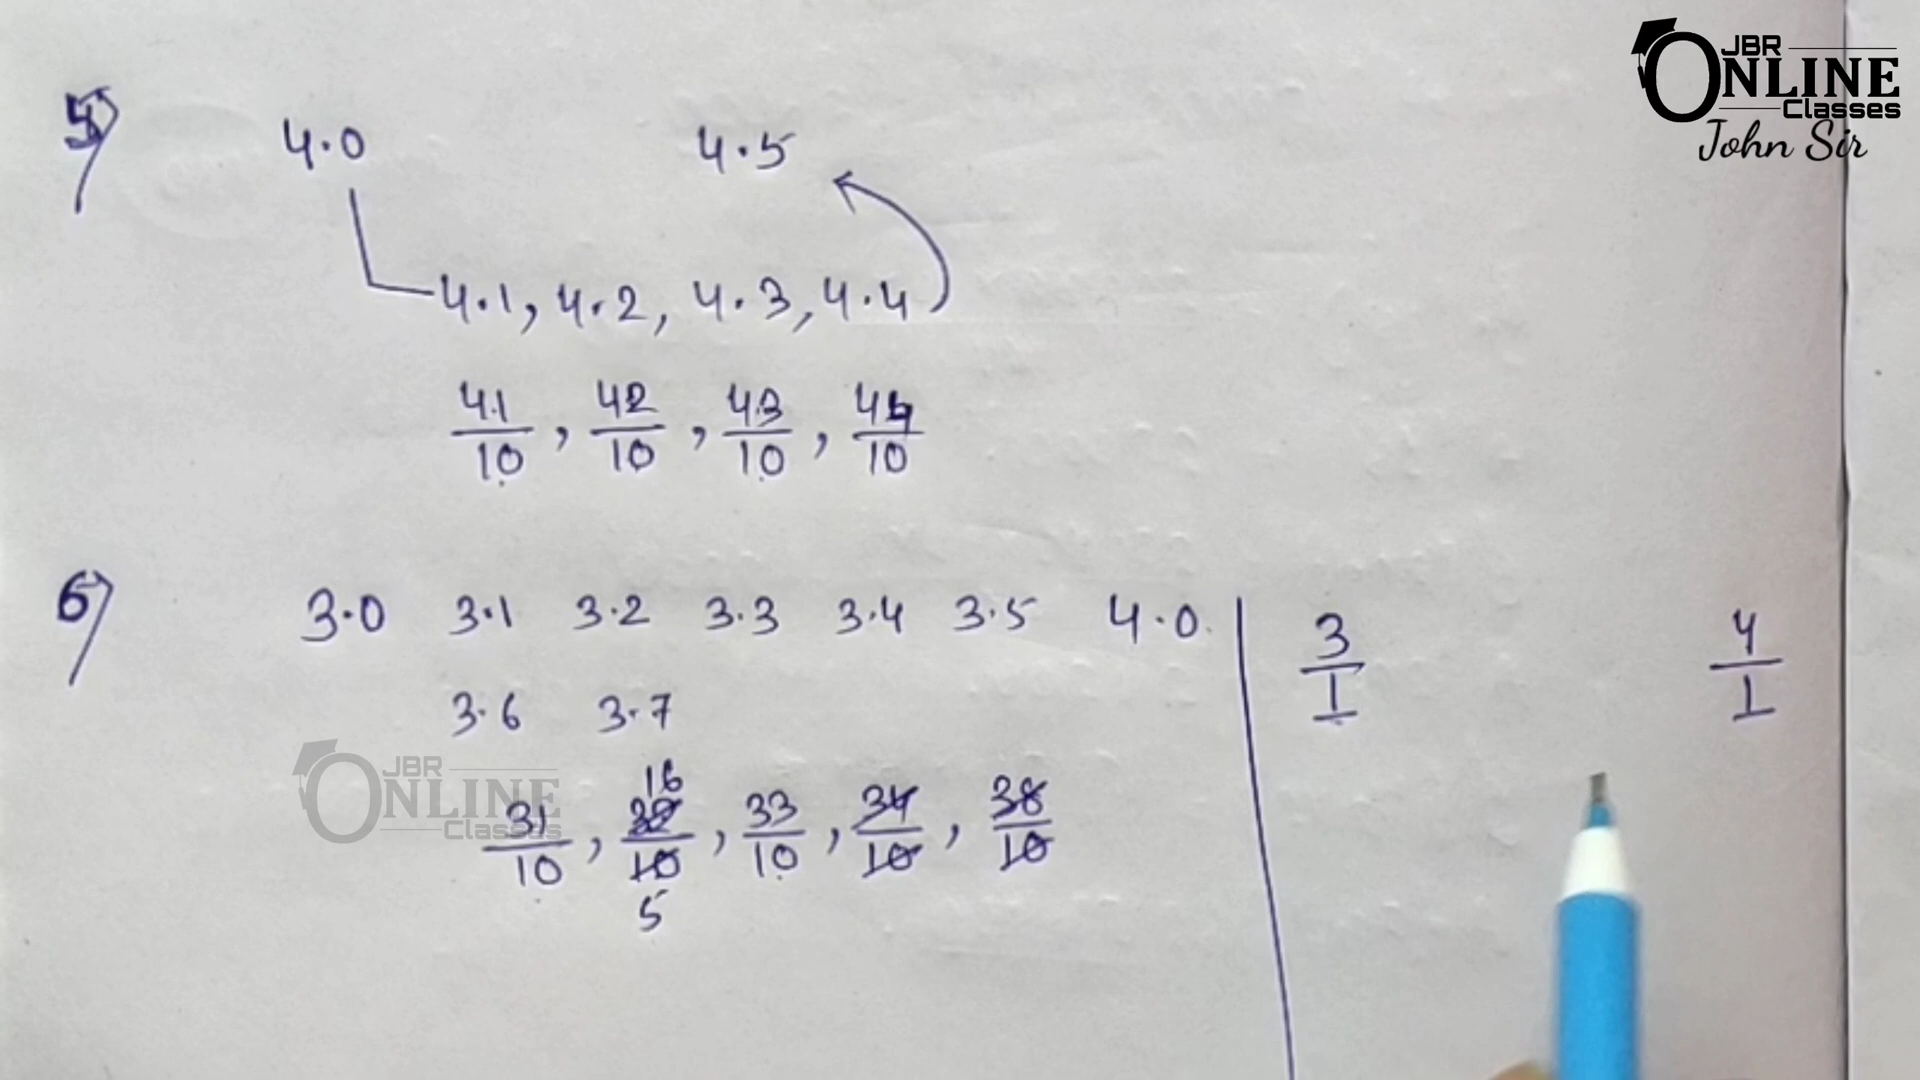 JBR
ONLINE
Classes
John Sir
5) 4.0 4.5
4.1, 4.2, 4.3, 4.4
41/10, 42/10, 43/10, 44/10
6) 3.0 3.1 3.2 3.3 3.4 3.5 4.0 3/1 4/1
3.6 3.7
JBR
ONLINE
Classes
16
31/10, 32/10, 33/10, 34/10, 38/10
5